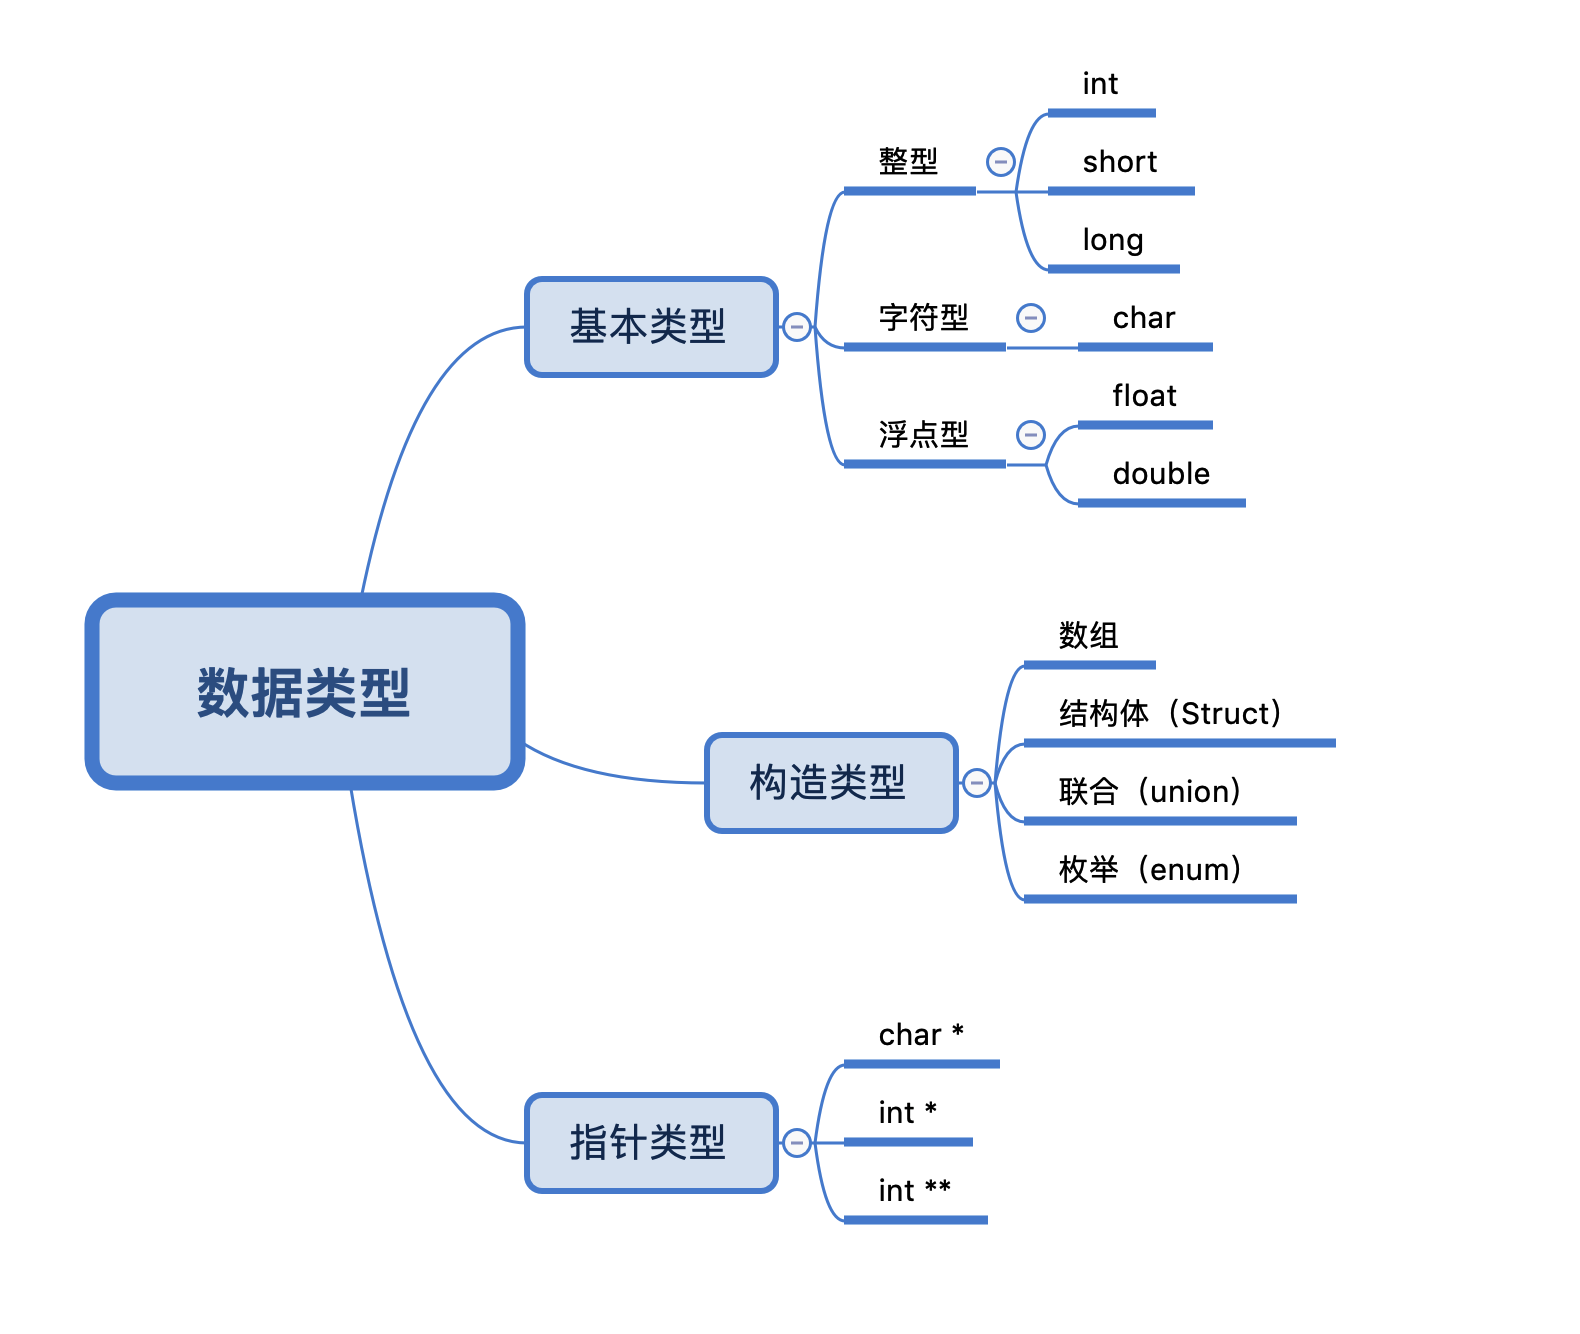 数据类型
基本类型
整型
int
short
long
字符型
char
浮点型
float
double
构造类型
数组
结构体（Struct）
联合（union）
枚举（enum）
指针类型
char *
int *
int **